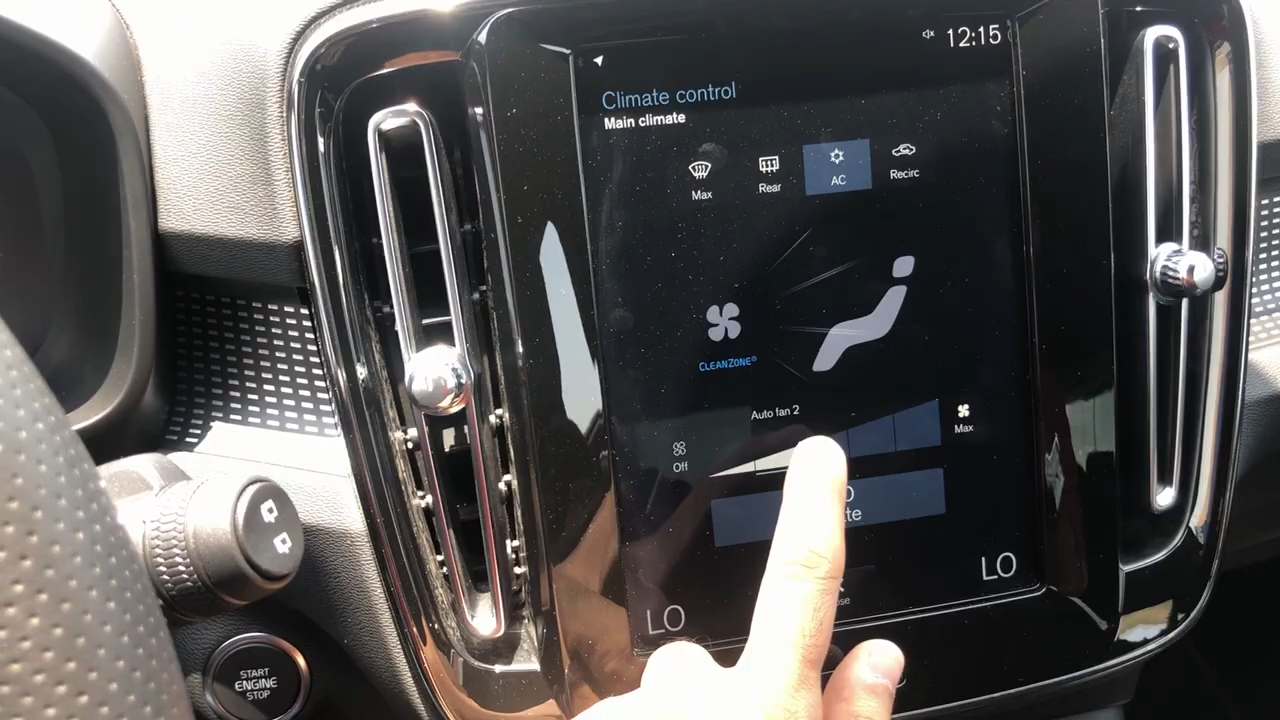 12:15
Climate control
Main climate
Max
Rear
AC
Recirc
CLEANZONE®
Auto fan 2
Max
Off
LO
LO
START
ENGINE
STOP